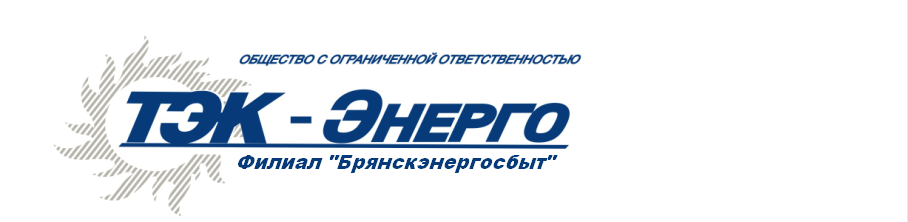 ОБЩЕСТВО С ОГРАНИЧЕННОЙ ОТВЕТСТВЕННОСТЬЮ
ТЭК - ЭНЕРГО
Филиал "Брянскэнергосбыт"